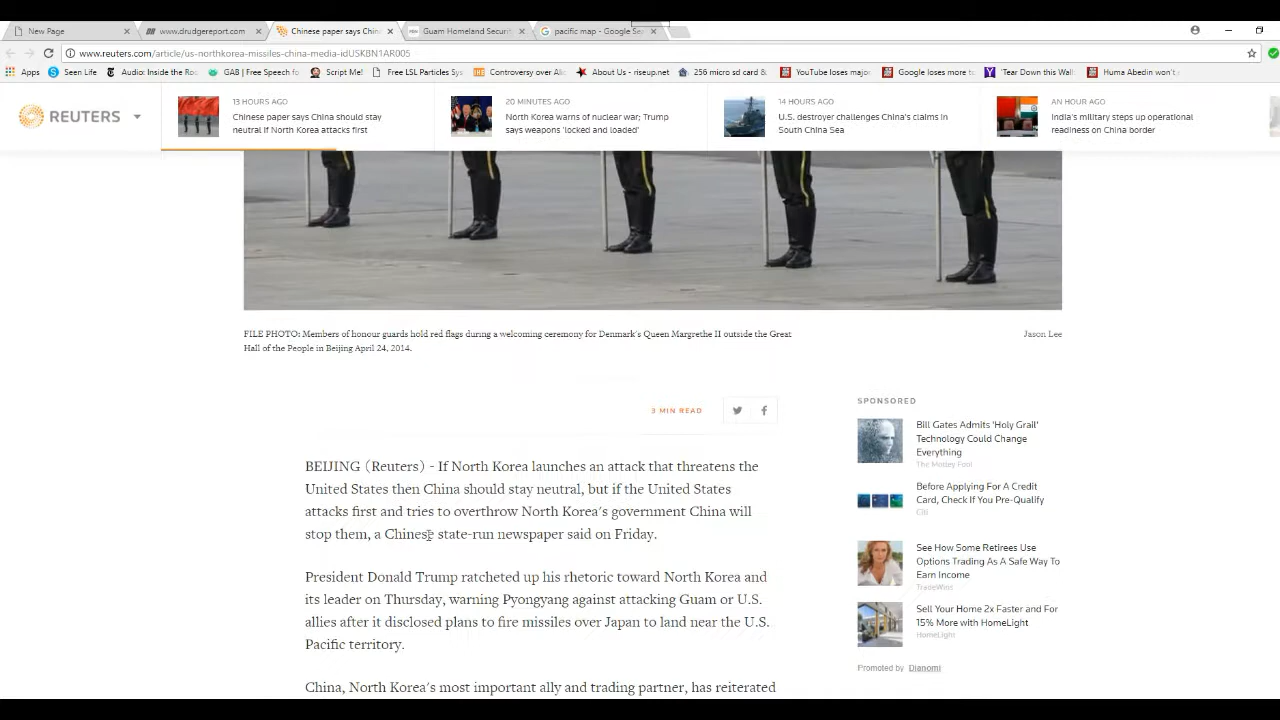 New Page
www.drudgereport.com
Chinese paper says Chin
Guam Homeland Securit
pacific map - Google Se
www.reuters.com/article/us-northkorea-missiles-china-media-idUSKBN1AR005
Apps
Seen Life
Audio: Inside the Ro
GAB | Free Speech fo
Script Me!
Free LSL Particles Sys
Controversy over Ali
About Us - riseup.net
256 micro sd card 8
YouTube loses major
Google loses more t
Tear Down this Wall
Huma Abedin won't
REUTERS
13 HOURS AGO
Chinese paper says China should stay
neutral if North Korea attacks first
20 MINUTES AGO
North Korea warns of nuclear war; Trump
says weapons 'locked and loaded'
14 HOURS AGO
U.S. destroyer challenges China's claims in
South China Sea
AN HOUR AGO
India's military steps up operational
readiness on China border
FILE PHOTO: Members of honour guards hold red flags during a welcoming ceremony for Denmark's Queen Margrethe II outside the Great
Hall of the People in Beijing April 24, 2014.
Jason Lee
3 MIN READ
BEIJING (Reuters) - If North Korea launches an attack that threatens the
United States then China should stay neutral, but if the United States
attacks first and tries to overthrow North Korea's government China will
stop them, a Chinese state-run newspaper said on Friday.
President Donald Trump ratcheted up his rhetoric toward North Korea and
its leader on Thursday, warning Pyongyang against attacking Guam or U.S.
allies after it disclosed plans to fire missiles over Japan to land near the U.S.
Pacific territory.
China, North Korea's most important ally and trading partner, has reiterated
SPONSORED
Bill Gates Admits 'Holy Grail'
Technology Could Change
Everything
The Motley Fool
Before Applying For A Credit
Card, Check If You Pre-Qualify
Citi
See How Some Retirees Use
Options Trading As A Safe Way To
Earn Income
TradeWins
Sell Your Home 2x Faster and For
15% More with HomeLight
HomeLight
Promoted by Dianomi